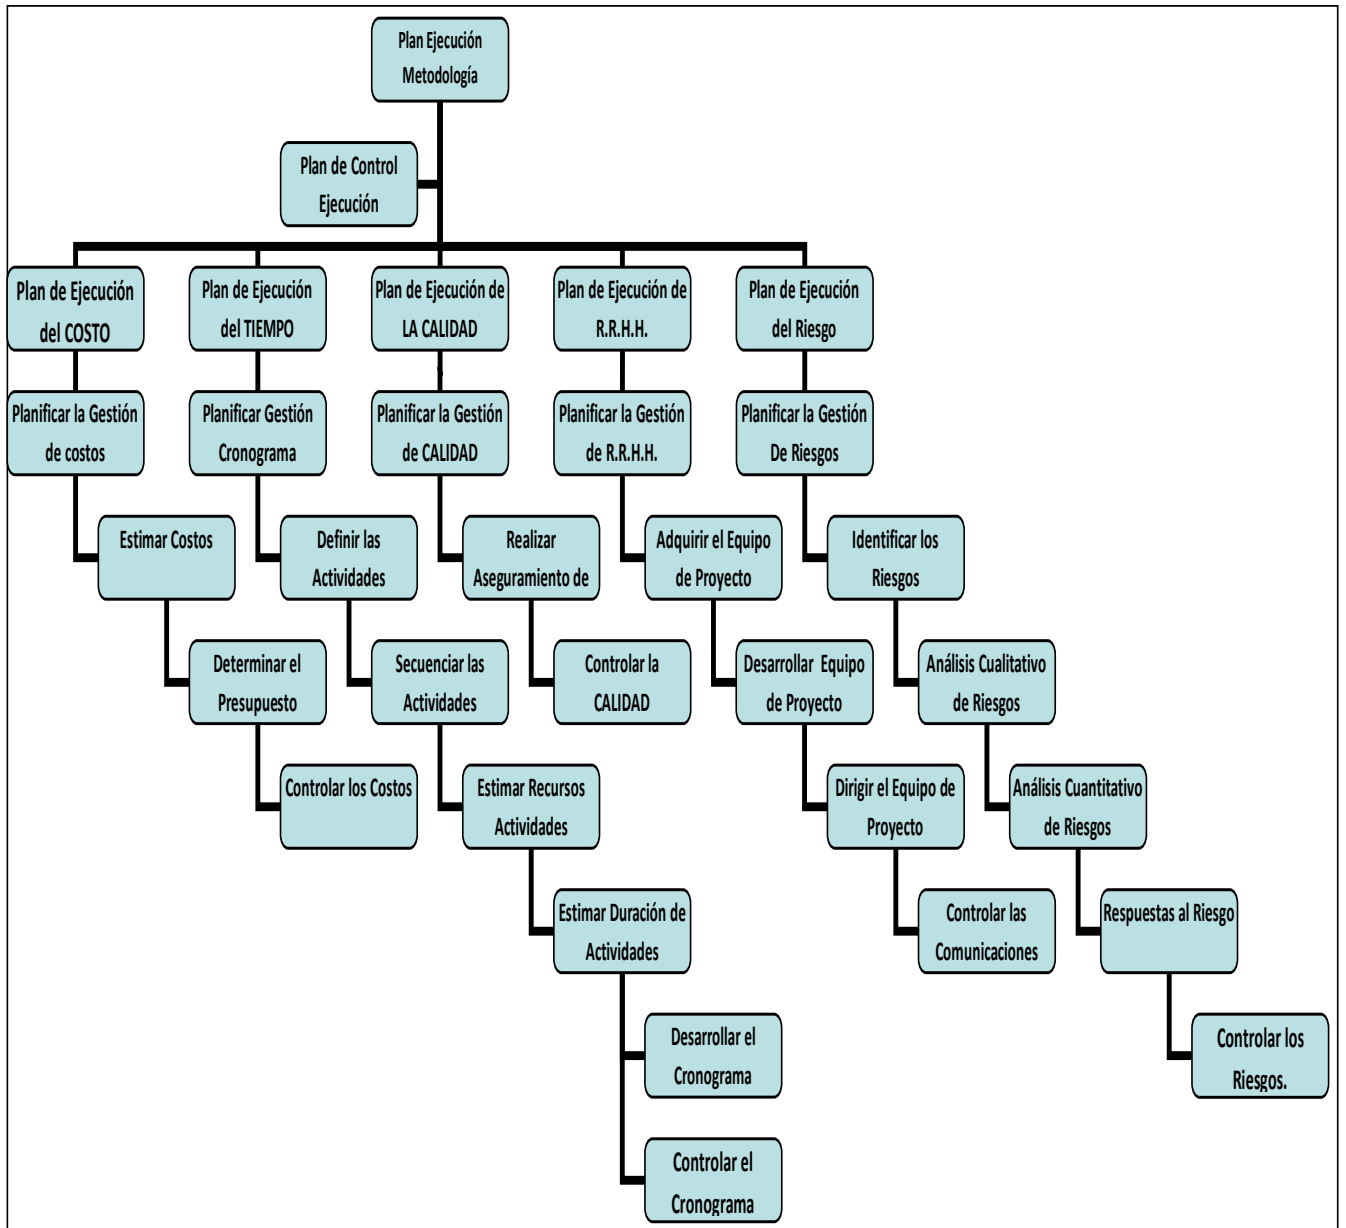 Plan Ejecución
Metodología
Plan de Control
Ejecución
Plan de Ejecución
del COSTO
Plan de Ejecución
del TIEMPO
Plan de Ejecución de
LA CALIDAD
Plan de Ejecución de
R.R.H.H.
Plan de Ejecución
del Riesgo
Planificar la Gestión
de costos
Planificar Gestión
Cronograma
Planificar la Gestión
de CALIDAD
Planificar la Gestión
de R.R.H.H.
Planificar la Gestión
De Riesgos
Estimar Costos
Definir las
Actividades
Realizar
Aseguramiento de
Adquirir el Equipo
de Proyecto
Identificar los
Riesgos
Determinar el
Presupuesto
Secuenciar las
Actividades
Controlar la
CALIDAD
Desarrollar Equipo
de Proyecto
Análisis Cualitativo
de Riesgos
Controlar los Costos
Estimar Recursos
Actividades
Dirigir el Equipo de
Proyecto
Análisis Cuantitativo
de Riesgos
Estimar Duración de
Actividades
Controlar las
Comunicaciones
Respuestas al Riesgo
Desarrollar el
Cronograma
Controlar los
Riesgos.
Controlar el
Cronograma